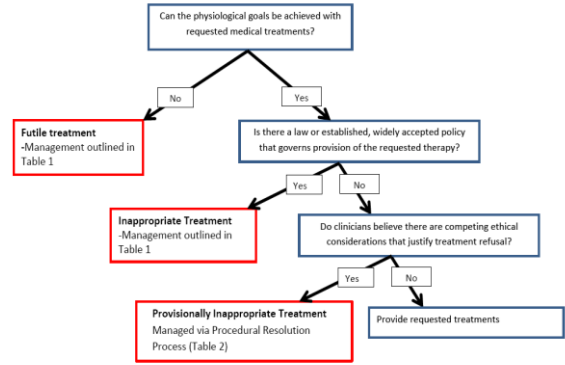 Can the physiological goals be achieved with
requested medical treatments?
No
Yes
Futile treatment
-Management outlined in
Table 1
Is there a law or established, widely accepted policy
that governs provision of the requested therapy?
Yes
No
Inappropriate Treatment
-Management outlined in
Table 1
Do clinicians believe there are competing ethical
considerations that justify treatment refusal?
Yes
No
Provisionally Inappropriate Treatment
Managed via Procedural Resolution
Process (Table 2)
Provide requested treatments